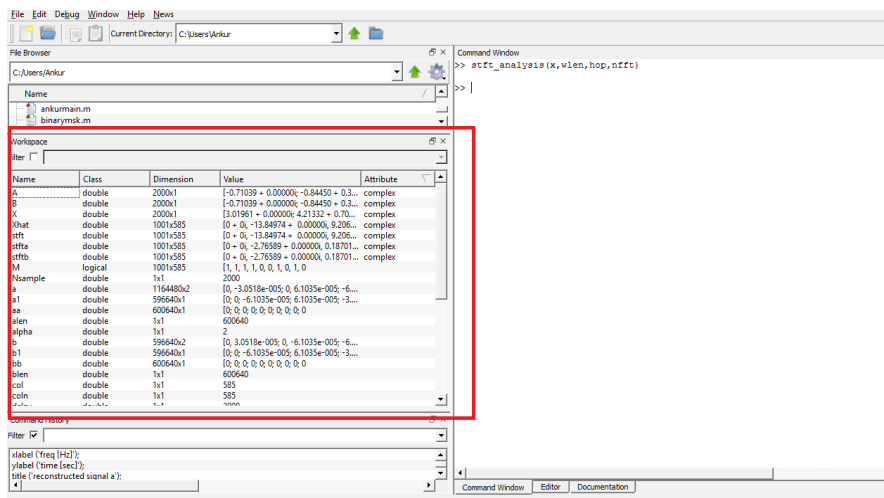 File Edit Debug Window Help News
Current Directory: C:\Users\Ankur
File Browser
C:/Users/Ankur
Name
ankurmain.m
binarymsk.m
Workspace
Filter
Name Class Dimension Value Attribute
A double 2000x1 [-0.71039 + 0.00000i; -0.84450 + 0.3... complex
B double 2000x1 [-0.71039 + 0.00000i; -0.84450 + 0.3... complex
X double 2000x1 [3.01961 + 0.00000i; 4.21332 + 0.70... complex
Xhat double 1001x585 [0 + 0i, -13.84974 + 0.00000i, 9.206... complex
stft double 1001x585 [0 + 0i, -13.84974 + 0.00000i, 9.206... complex
stfta double 1001x585 [0 + 0i, -2.76589 + 0.00000i, 0.18701... complex
stftb double 1001x585 [0 + 0i, -2.76589 + 0.00000i, 0.18701... complex
M logical 1001x585 [1, 1, 1, 1, 0, 0, 1, 0, 1, 0
Nsample double 1x1 2000
a double 1164480x2 [0, -3.0518e-005; 0, 6.1035e-005; -6....
a1 double 596640x1 [0; 0; -6.1035e-005; 6.1035e-005; -3....
aa double 600640x1 [0; 0; 0; 0; 0; 0; 0; 0; 0; 0
alen double 1x1 600640
alpha double 1x1 2
b double 596640x2 [0, 3.0518e-005; 0, -6.1035e-005; -6....
b1 double 596640x1 [0; 0; -6.1035e-005; 6.1035e-005; -3....
bb double 600640x1 [0; 0; 0; 0; 0; 0; 0; 0; 0; 0
blen double 1x1 600640
col double 1x1 585
coln double 1x1 585
delay double 1x1 2000
Command History
Filter
xlabel ('freq [Hz]');
ylabel ('time [sec]');
title ('reconstructed signal a');
Command Window
>> stft_analysis(x,wlen,hop,nfft)
>>
Command Window Editor Documentation